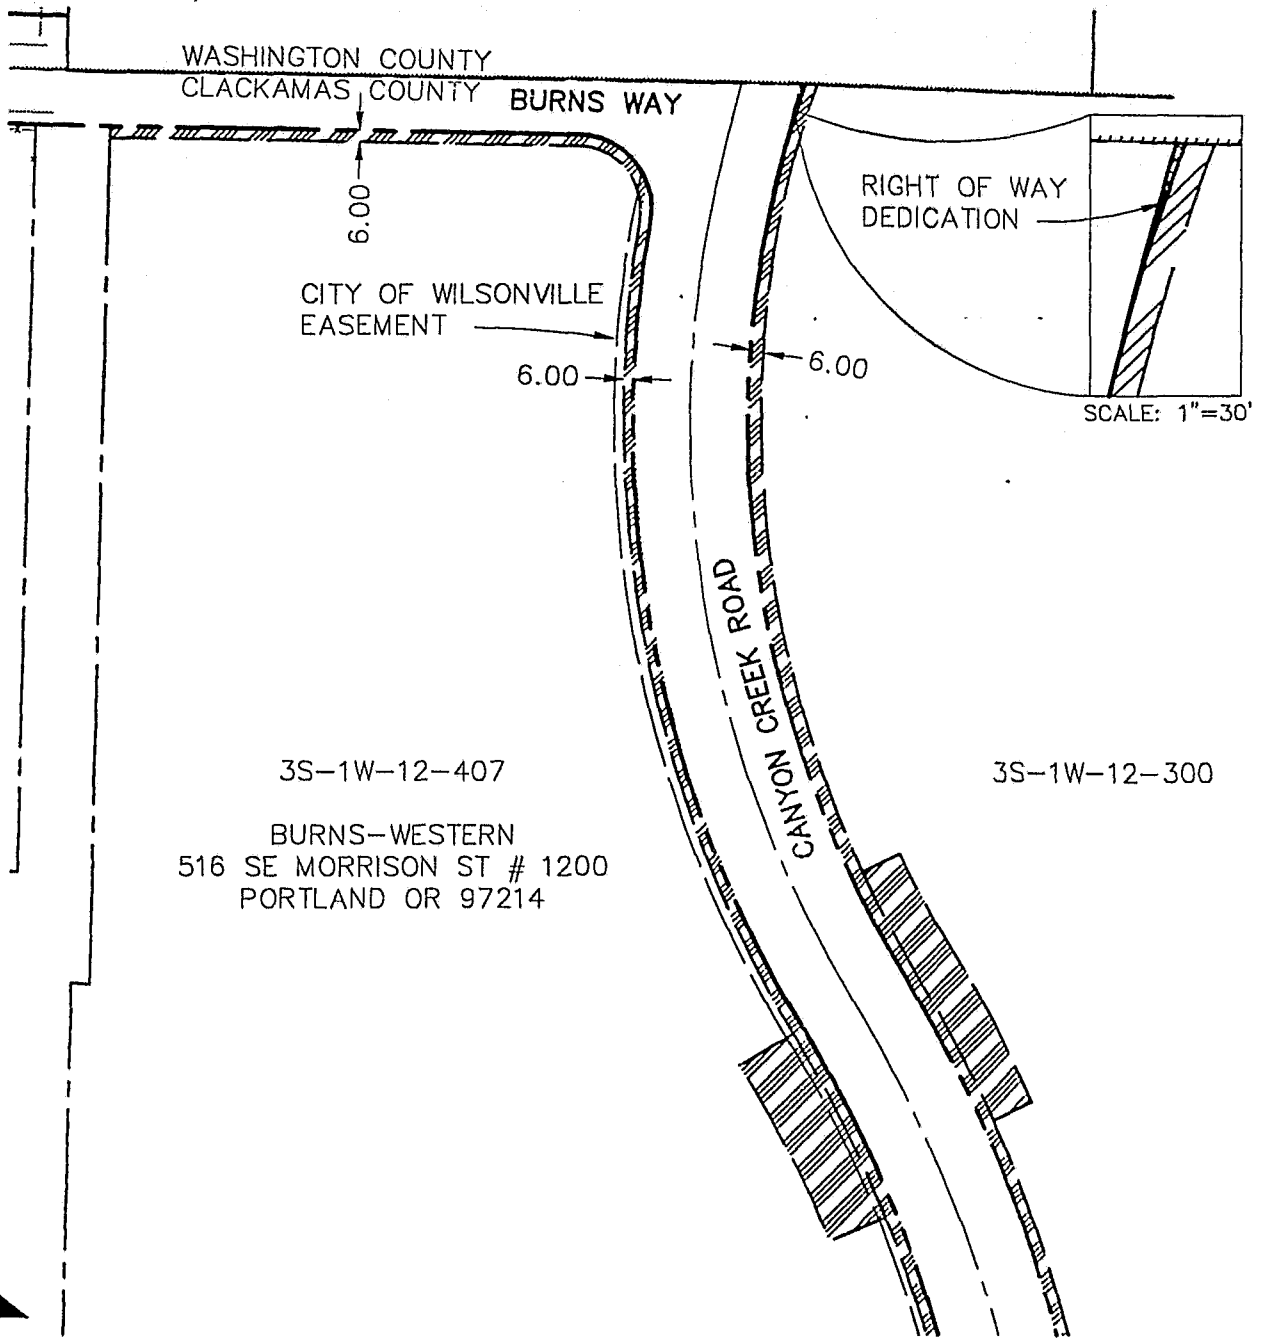 WASHINGTON COUNTY
CLACKAMAS COUNTY
BURNS WAY
6.00
RIGHT OF WAY
DEDICATION
CITY OF WILSONVILLE
EASEMENT
6.00
6.00
SCALE: 1"=30'
CANYON CREEK ROAD
3S-1W-12-407
3S-1W-12-300
BURNS-WESTERN
516 SE MORRISON ST # 1200
PORTLAND OR 97214